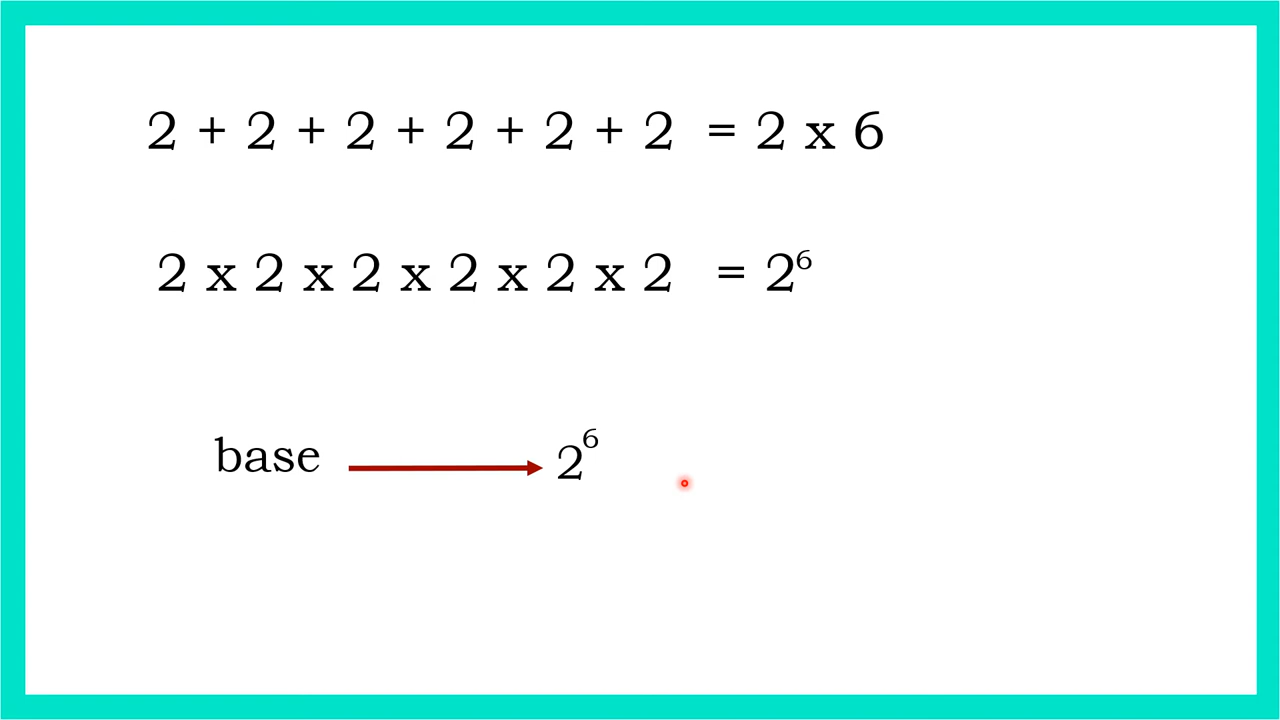 2 + 2 + 2 + 2 + 2 + 2 = 2 x 6
2 x 2 x 2 x 2 x 2 x 2 = 2⁶
base 2⁶